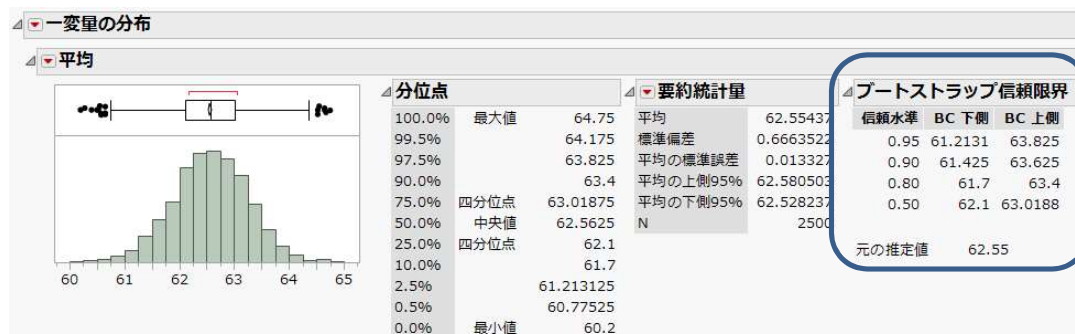 一変量の分布
平均
60 61 62 63 64 65
分位点
100.0% 最大値 64.75
99.5% 64.175
97.5% 63.825
90.0% 63.4
75.0% 四分位点 63.01875
50.0% 中央値 62.5625
25.0% 四分位点 62.1
10.0% 61.7
2.5% 61.213125
0.5% 60.77525
0.0% 最小値 60.2
要約統計量
平均 62.55437
標準偏差 0.6663522
平均の標準誤差 0.013327
平均の上側95% 62.580503
平均の下側95% 62.528237
N 2500
ブートストラップ信頼限界
信頼水準 BC 下側 BC 上側
0.95 61.2131 63.825
0.90 61.425 63.625
0.80 61.7 63.4
0.50 62.1 63.0188
元の推定値 62.55